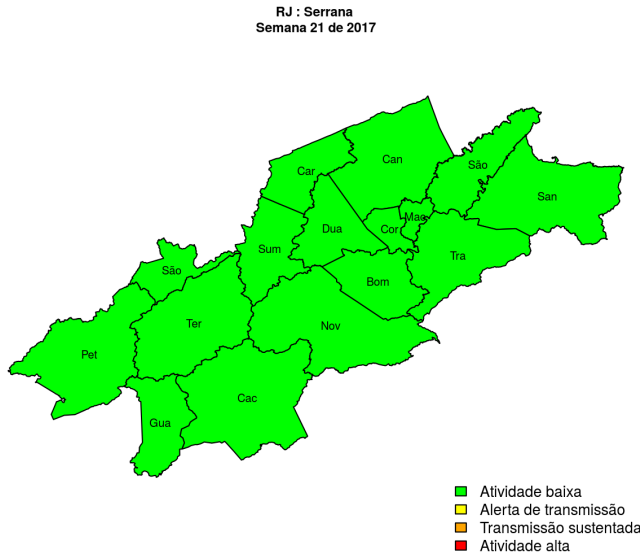 RJ : Serrana
Semana 21 de 2017
Can
São
Car
San
Mac
Dua
Cor
Sum
Tra
São
Bom
Ter
Nov
Pet
Cac
Gua
Atividade baixa
Alerta de transmissão
Transmissão sustentada
Atividade alta